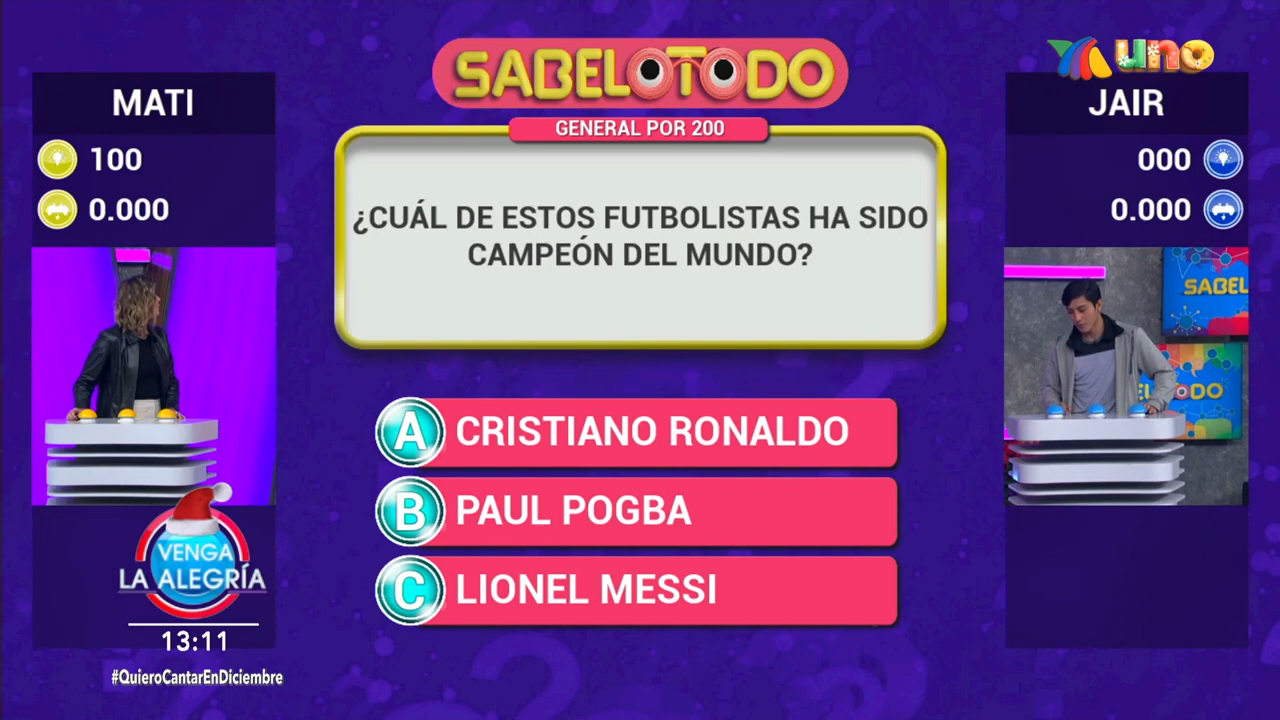 SABELOTODO
UNO
GENERAL POR 200
MATI
100
0.000
JAIR
000
0.000
¿CUÁL DE ESTOS FUTBOLISTAS HA SIDO
CAMPEÓN DEL MUNDO?
A CRISTIANO RONALDO
B PAUL POGBA
C LIONEL MESSI
SABEL
ELOTODO
VENGA
LA ALEGRÍA
13:11
#QuieroCantarEnDiciembre